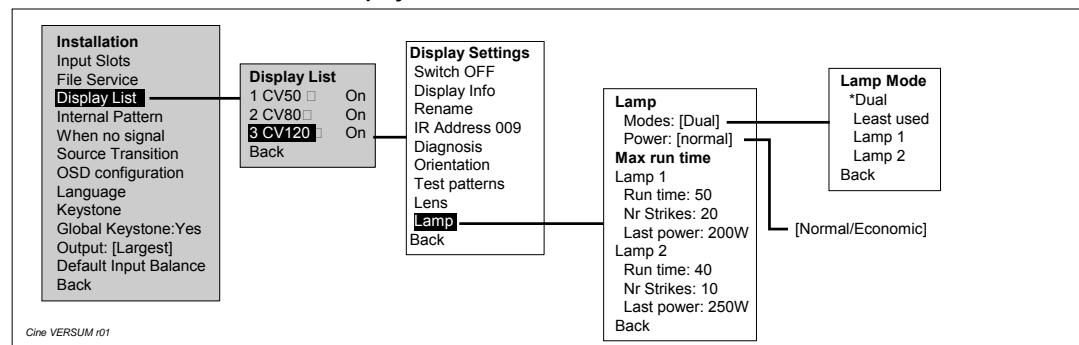 Installation
Input Slots
File Service
Display List
Internal Pattern
When no signal
Source Transition
OSD configuration
Language
Keystone
Global Keystone:Yes
Output: [Largest]
Default Input Balance
Back
Display List
1 CV50 □ On
2 CV80□ On
3 CV120□ On
Back
Display Settings
Switch OFF
Display Info
Rename
IR Address 009
Diagnosis
Orientation
Test patterns
Lens
Lamp
Back
Lamp
Modes: [Dual]
Power: [normal]
Max run time
Lamp 1
Run time: 50
Nr Strikes: 20
Last power: 200W
Lamp 2
Run time: 40
Nr Strikes: 10
Last power: 250W
Back
Lamp Mode
*Dual
Least used
Lamp 1
Lamp 2
Back
[Normal/Economic]
Cine VERSUM r01